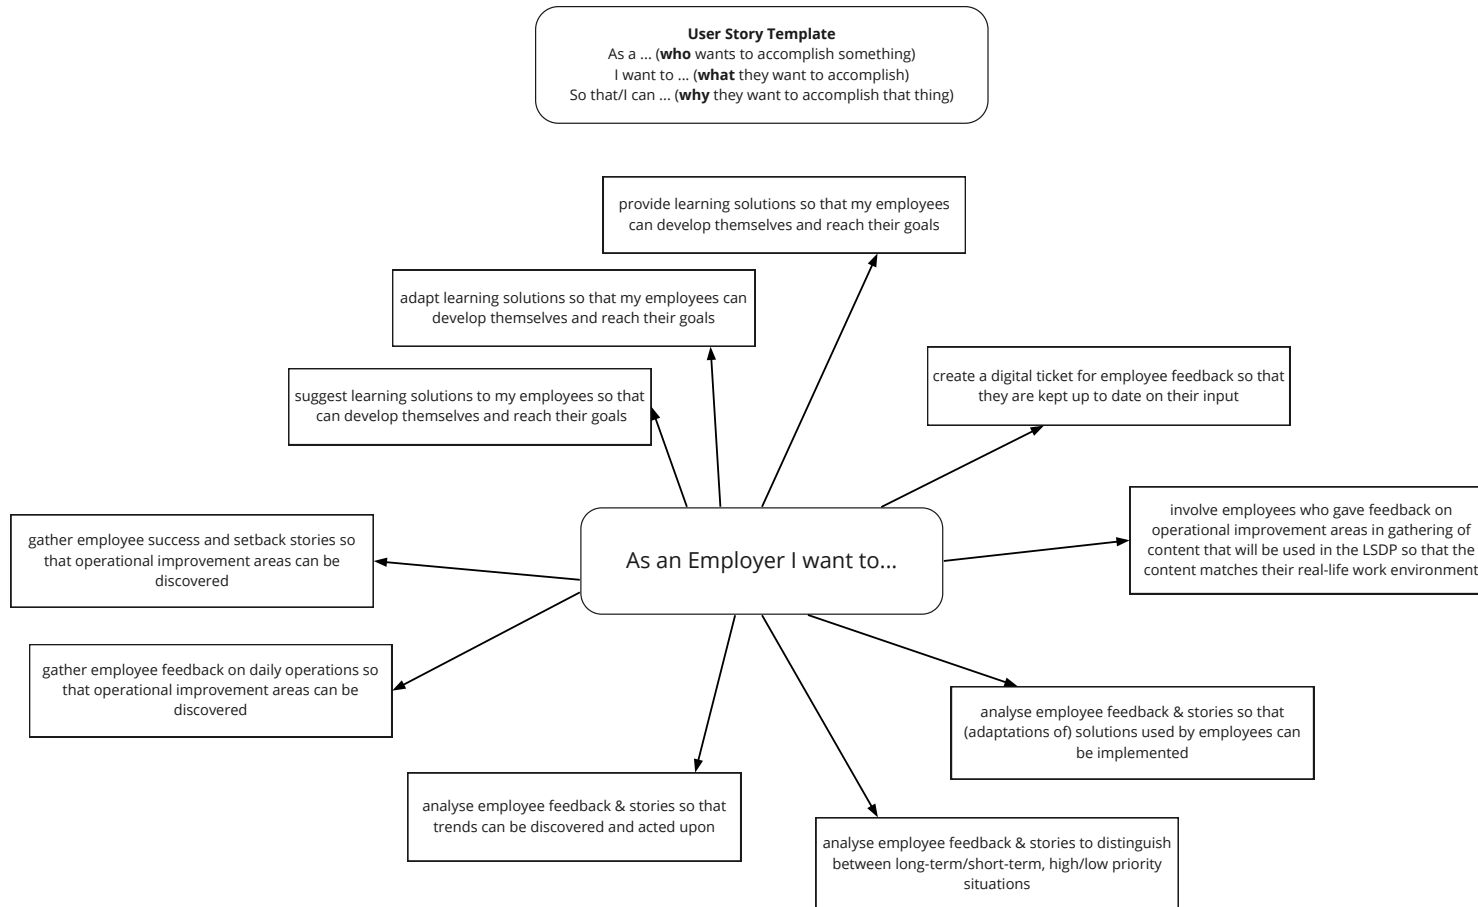 User Story Template
As a ... (who wants to accomplish something)
I want to ... (what they want to accomplish)
So that/I can ... (why they want to accomplish that thing)
provide learning solutions so that my employees
can develop themselves and reach their goals
adapt learning solutions so that my employees can
develop themselves and reach their goals
suggest learning solutions to my employees so that
can develop themselves and reach their goals
create a digital ticket for employee feedback so that
they are kept up to date on their input
involve employees who gave feedback on
operational improvement areas in gathering of
content that will be used in the LSDP so that the
content matches their real-life work environment
As an Employer I want to...
gather employee success and setback stories so
that operational improvement areas can be
discovered
gather employee feedback on daily operations so
that operational improvement areas can be
discovered
analyse employee feedback & stories so that
(adaptations of) solutions used by employees can
be implemented
analyse employee feedback & stories so that
trends can be discovered and acted upon
analyse employee feedback & stories to distinguish
between long-term/short-term, high/low priority
situations